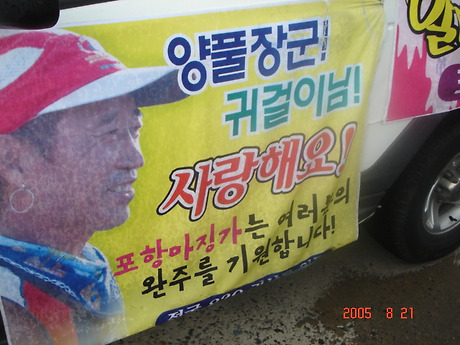 양풀장군!
귀걸이님!
사랑해요!
포항마징가는 여러분의
완주를 기원합니다!
2005 8 21